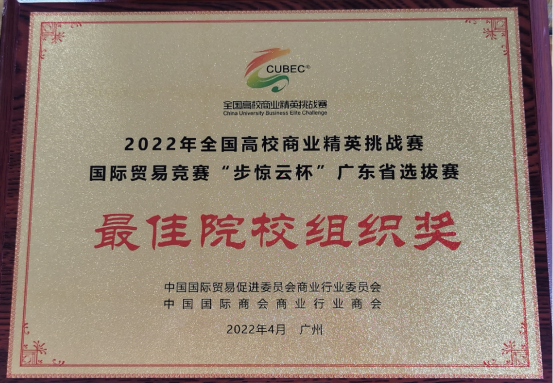 CUBEC®
全国高校商业精英挑战赛
China University Business Elite Challenge
2022年全国高校商业精英挑战赛
国际贸易竞赛“步惊云杯”广东省选拔赛
最佳院校组织奖
中国国际贸易促进委员会商业行业委员会
中国国际商会商业行业商会
2022年4月 广州